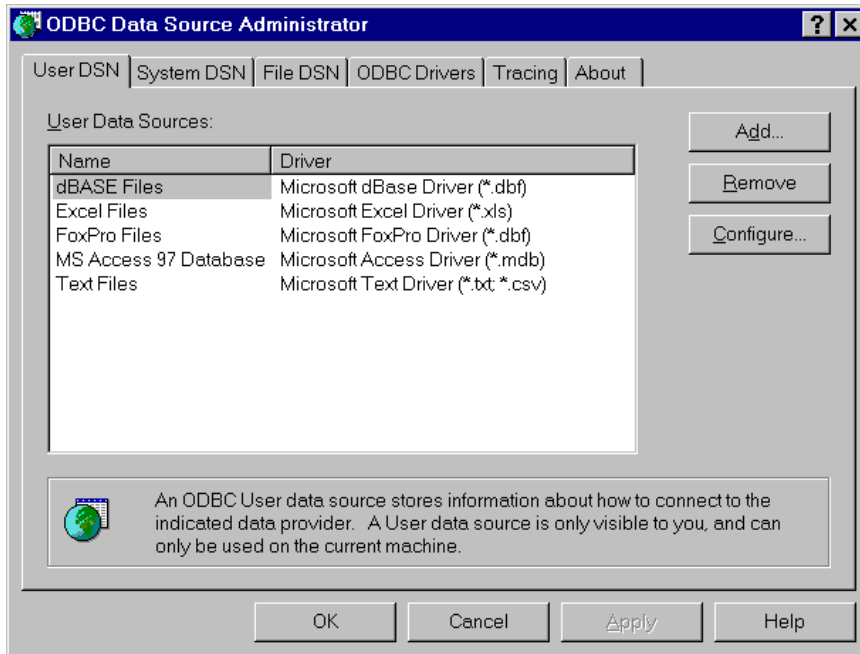 ODBC Data Source Administrator
User DSN System DSN File DSN ODBC Drivers Tracing About
User Data Sources:
Add...
Name Driver
dBASE Files Microsoft dBase Driver (*.dbf)
Remove
Excel Files Microsoft Excel Driver (*.xls)
FoxPro Files Microsoft FoxPro Driver (*.dbf)
Configure...
MS Access 97 Database Microsoft Access Driver (*.mdb)
Text Files Microsoft Text Driver (*.txt; *.csv)
An ODBC User data source stores information about how to connect to the
indicated data provider. A User data source is only visible to you, and can
only be used on the current machine.
OK Cancel Apply Help